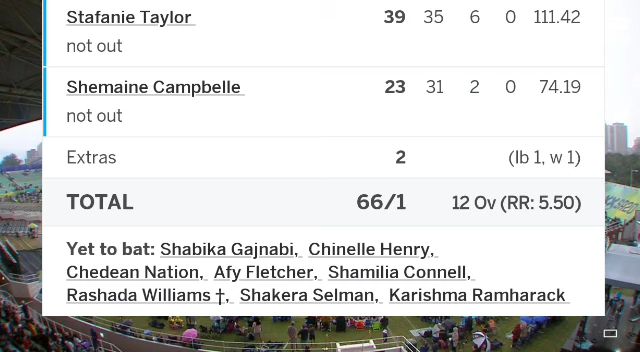 Stafanie Taylor 39 35 6 0 111.42
not out
Shemaine Campbelle 23 31 2 0 74.19
not out
Extras 2 (lb 1, w 1)
TOTAL 66/1 12 Ov (RR: 5.50)
Yet to bat: Shabika Gajnabi, Chinelle Henry,
Chedean Nation, Afy Fletcher, Shamilia Connell,
Rashada Williams †, Shakera Selman, Karishma Ramharack